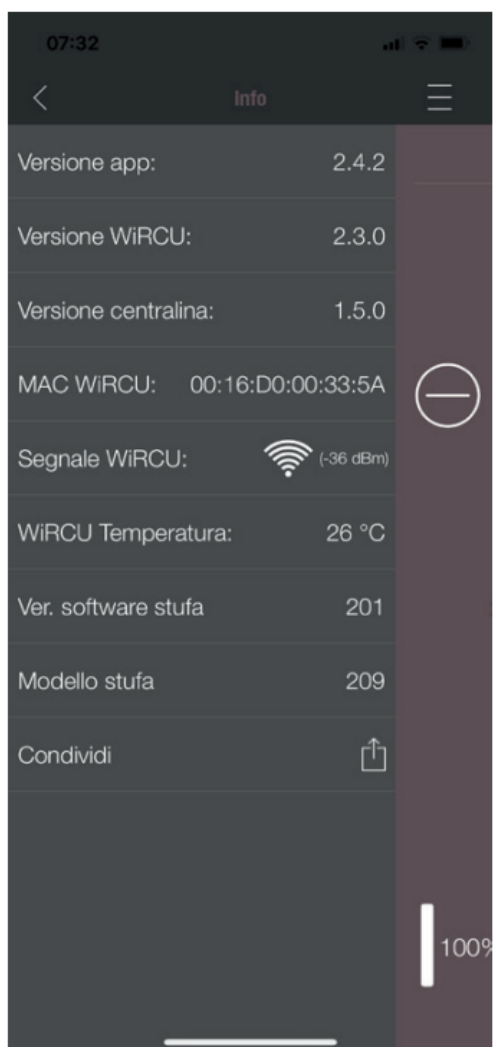 07:32
Info
Versione app: 2.4.2
Versione WiRCU: 2.3.0
Versione centralina: 1.5.0
MAC WiRCU: 00:16:D0:00:33:5A
Segnale WiRCU: (-36 dBm)
WiRCU Temperatura: 26 °C
Ver. software stufa 201
Modello stufa 209
Condividi
100%